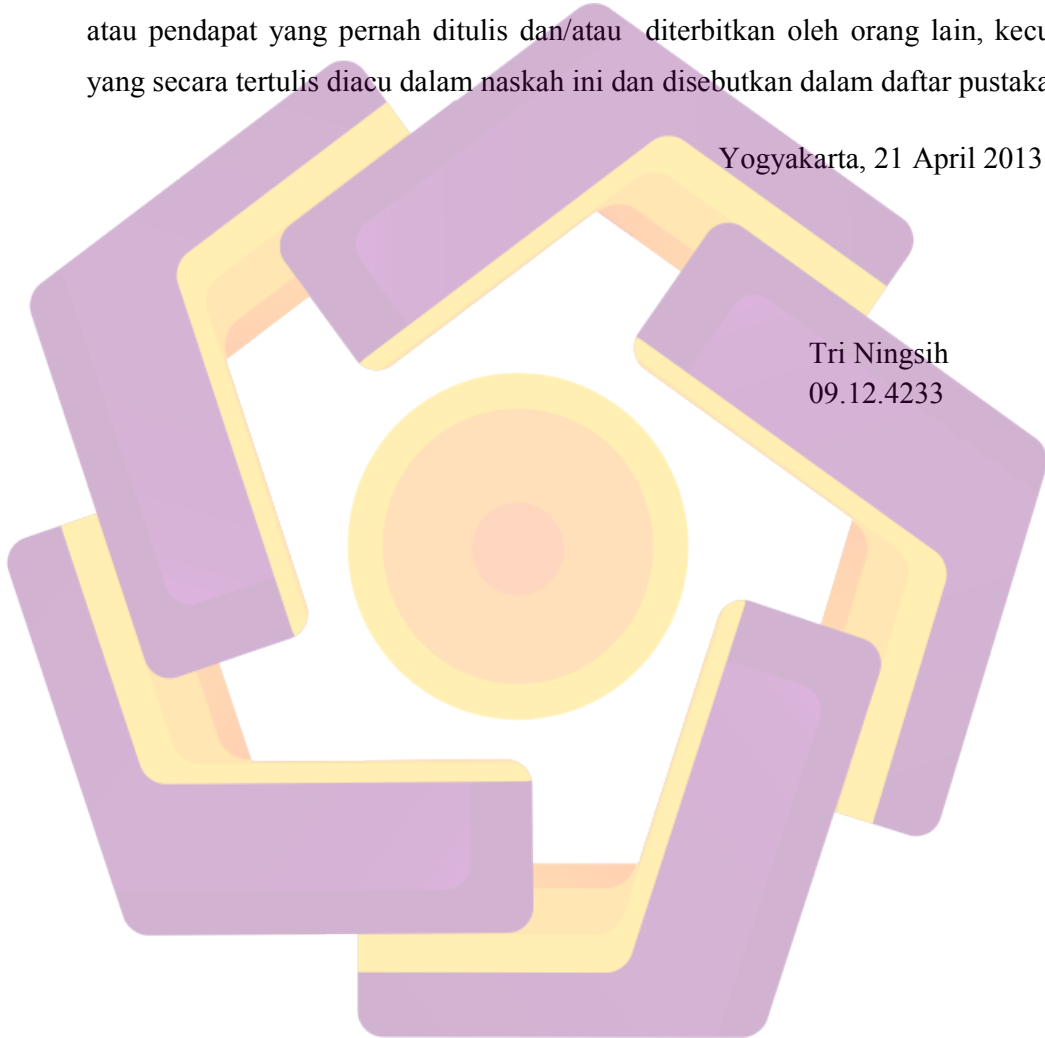 atau pendapat yang pernah ditulis dan/atau diterbitkan oleh orang lain,
yang secara tertulis diacu dalam naskah ini dan disebutkan dalam daftar pustaka
Yogyakarta, 21 April 2013
Tri Ningsih
09.12.4233